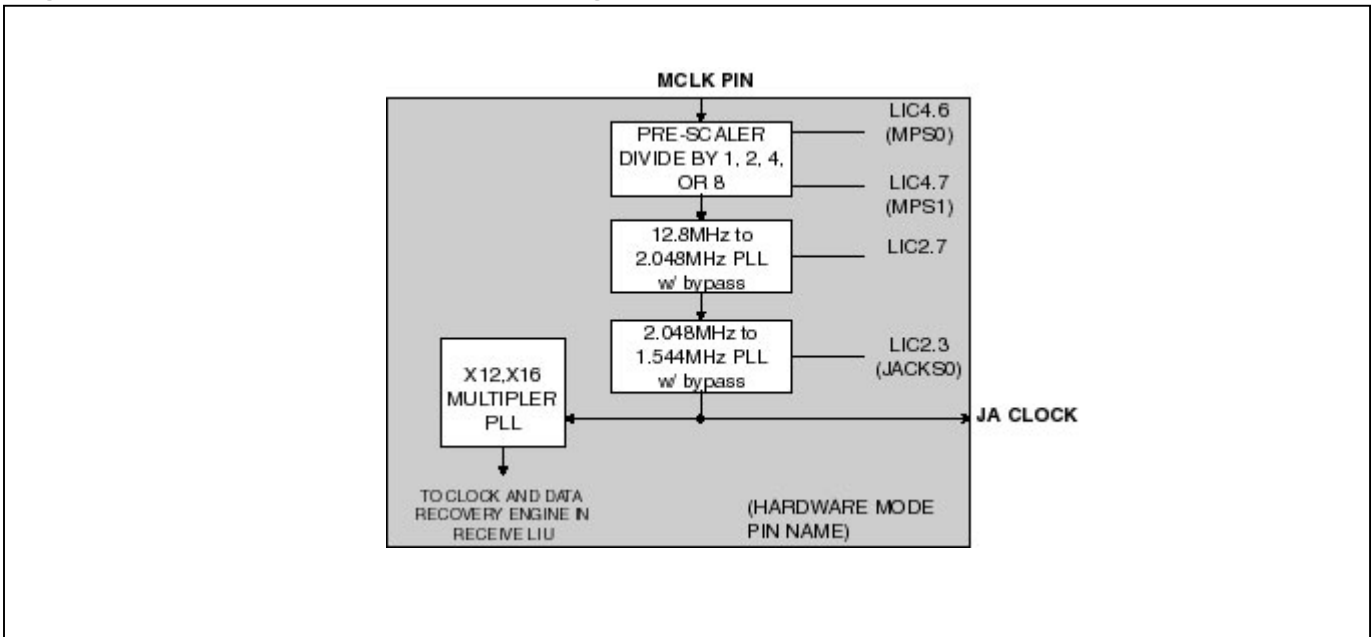 MCLK PIN
PRE-SCALER
DIVIDE BY 1, 2, 4,
OR 8
LIC4.6
(MPS0)
LIC4.7
(MPS1)
12.8MHz to
2.048MHz PLL
w/ bypass
LIC2.7
2.048MHz to
1.544MHz PLL
w/ bypass
LIC2.3
(JACKS0)
X12,X16
MULTIPLER
PLL
JA CLOCK
TO CLOCK AND DATA
RECOVERY ENGINE IN
RECEIVE LIU
(HARDWARE MODE
PIN NAME)